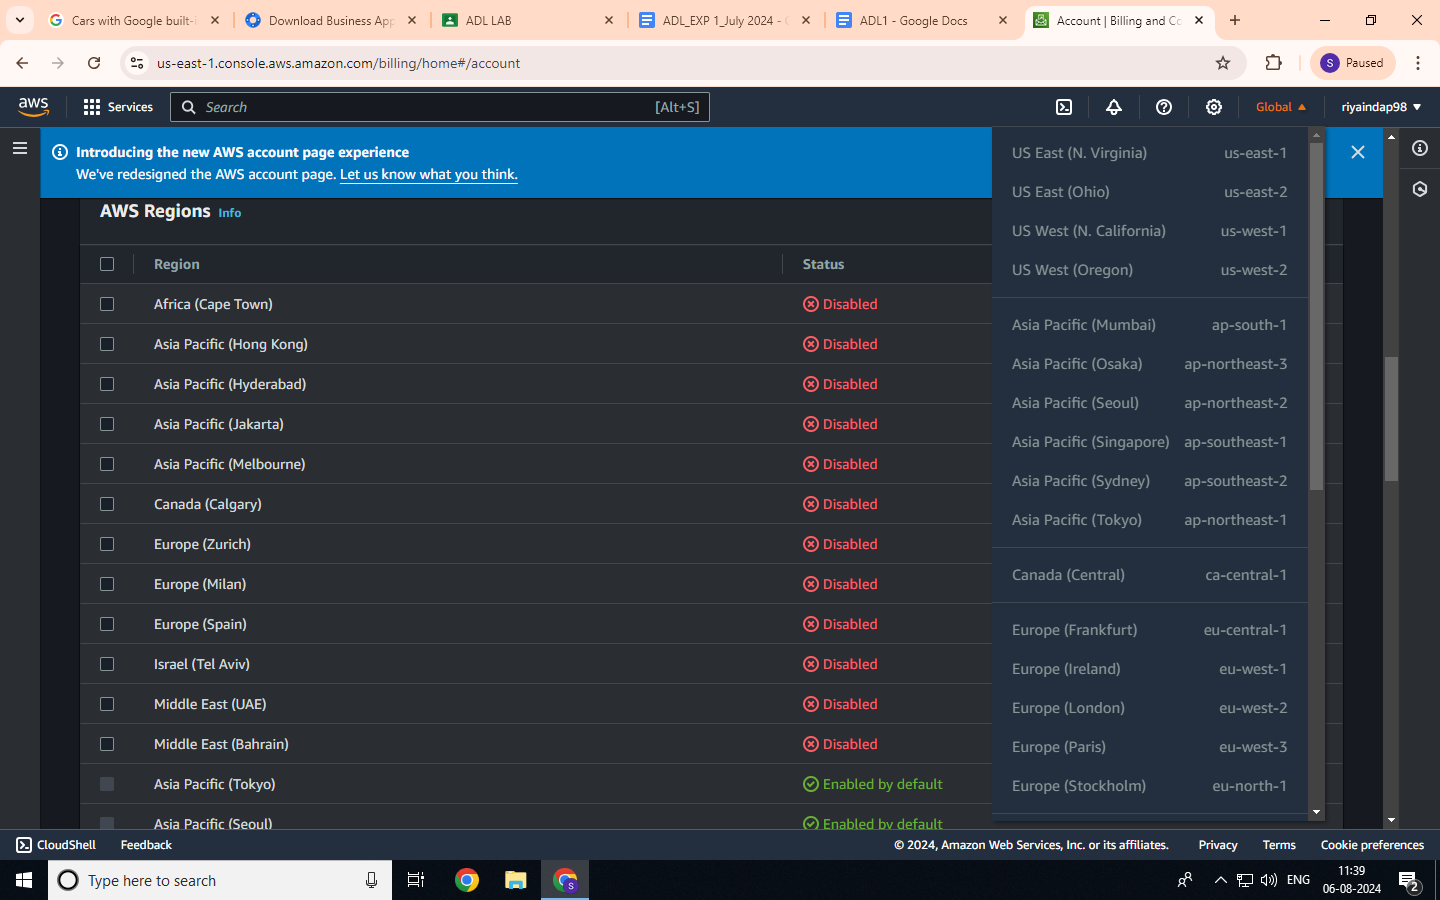 Cars with Google built-i
Download Business App
ADL LAB
ADL_EXP 1_July 2024 -
ADL1 - Google Docs
Account | Billing and Co
us-east-1.console.aws.amazon.com/billing/home#/account
S Paused
aws
Services
Search [Alt+S]
Global
riyaindap98
Introducing the new AWS account page experience
We've redesigned the AWS account page. Let us know what you think.
AWS Regions Info
Region Status
Africa (Cape Town) Disabled
Asia Pacific (Hong Kong) Disabled
Asia Pacific (Hyderabad) Disabled
Asia Pacific (Jakarta) Disabled
Asia Pacific (Melbourne) Disabled
Canada (Calgary) Disabled
Europe (Zurich) Disabled
Europe (Milan) Disabled
Europe (Spain) Disabled
Israel (Tel Aviv) Disabled
Middle East (UAE) Disabled
Middle East (Bahrain) Disabled
Asia Pacific (Tokyo) Enabled by default
Asia Pacific (Seoul) Enabled by default
US East (N. Virginia) us-east-1
US East (Ohio) us-east-2
US West (N. California) us-west-1
US West (Oregon) us-west-2
Asia Pacific (Mumbai) ap-south-1
Asia Pacific (Osaka) ap-northeast-3
Asia Pacific (Seoul) ap-northeast-2
Asia Pacific (Singapore) ap-southeast-1
Asia Pacific (Sydney) ap-southeast-2
Asia Pacific (Tokyo) ap-northeast-1
Canada (Central) ca-central-1
Europe (Frankfurt) eu-central-1
Europe (Ireland) eu-west-1
Europe (London) eu-west-2
Europe (Paris) eu-west-3
Europe (Stockholm) eu-north-1
CloudShell
Feedback
© 2024, Amazon Web Services, Inc. or its affiliates.
Privacy
Terms
Cookie preferences
Type here to search
S
ENG
11:39
06-08-2024
2